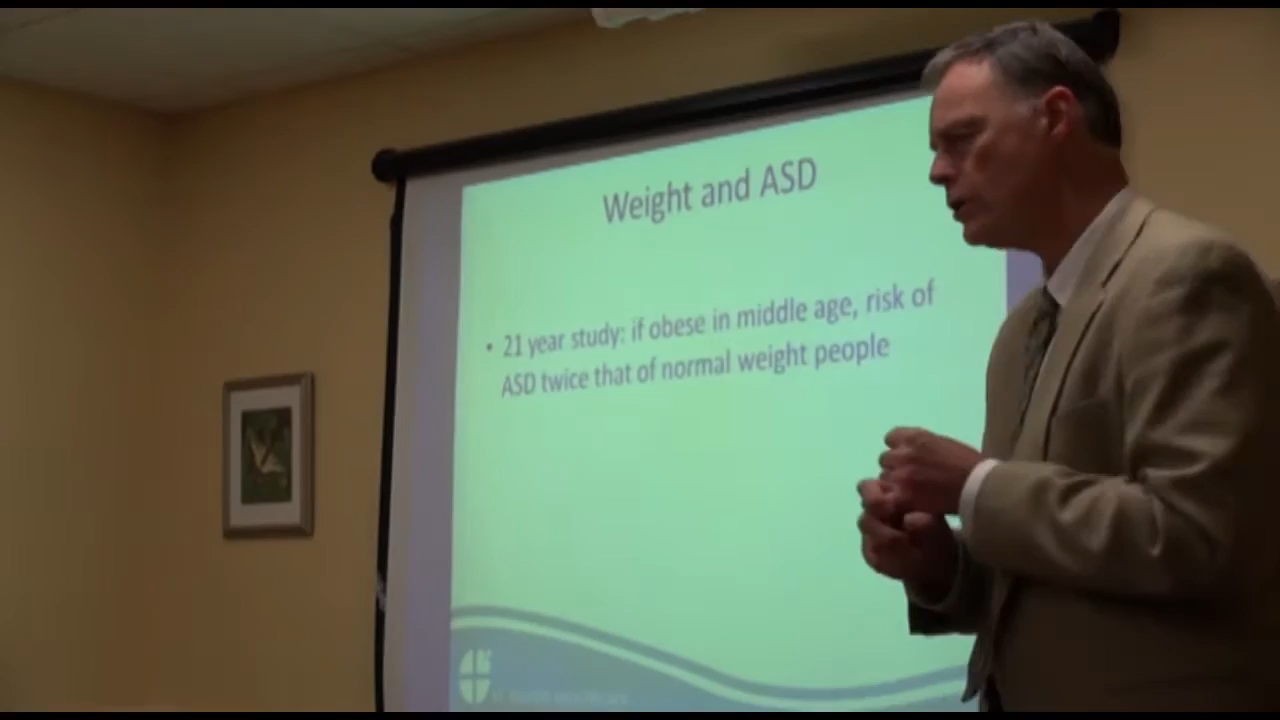 Weight and ASD
• 21 year study: if obese in middle age, risk of
ASD twice that of normal weight people